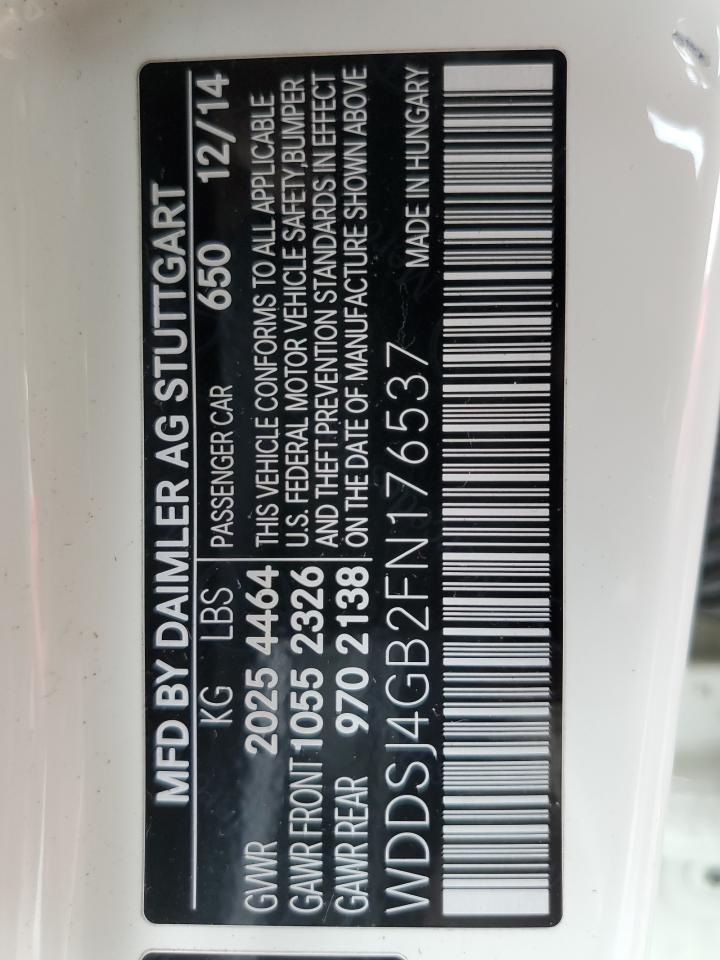 MFD BY DAIMLER AG STUTTGART
KG LBS PASSENGER CAR 650 12/14
GVWR 2025 4464
GAWR FRONT 1055 2326
GAWR REAR 970 2138
THIS VEHICLE CONFORMS TO ALL APPLICABLE
U.S. FEDERAL MOTOR VEHICLE SAFETY,BUMPER
AND THEFT PREVENTION STANDARDS IN EFFECT
ON THE DATE OF MANUFACTURE SHOWN ABOVE
WDDSJ4GB2FN176537
MADE IN HUNGARY